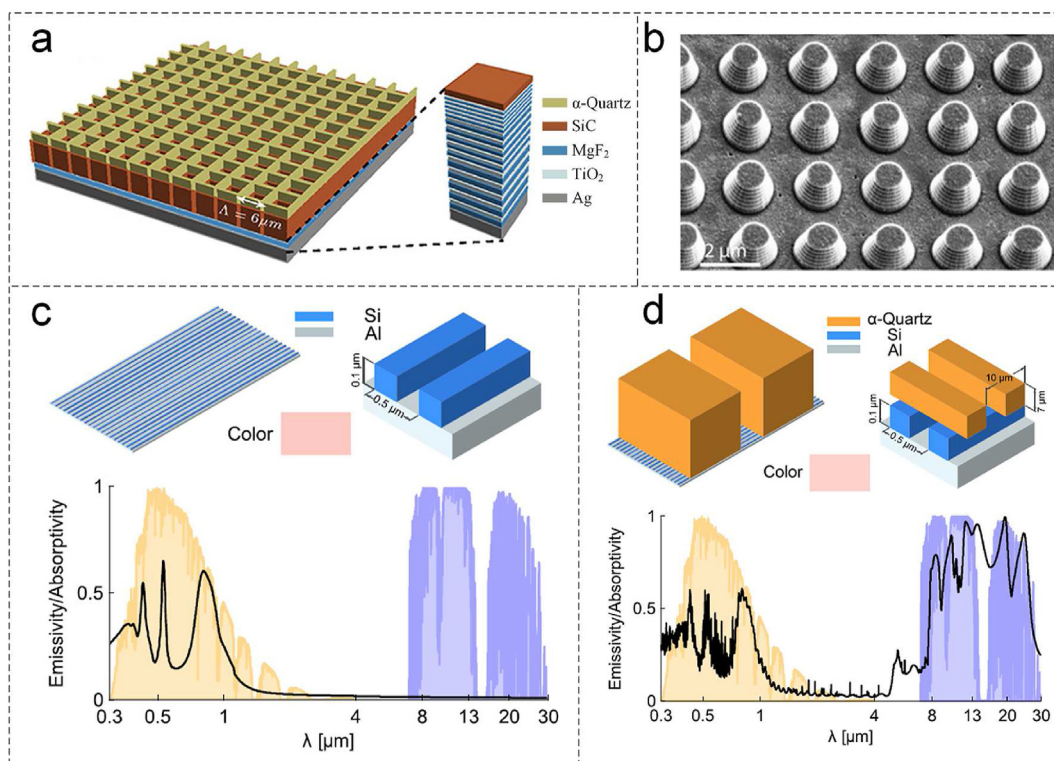 a
α-Quartz
SiC
MgF₂
TiO₂
Ag
Λ = 6μm
b
2 μm
c
Si
Al
0.1 μm
0.5 μm
Color
Emissivity/Absorptivity
1
0.5
0
0.3 0.5 1 4 8 13 20 30
λ [μm]
d
α-Quartz
Si
Al
10 μm
7 μm
0.1 μm
0.5 μm
Color
Emissivity/Absorptivity
1
0.5
0
0.3 0.5 1 4 8 13 20 30
λ [μm]